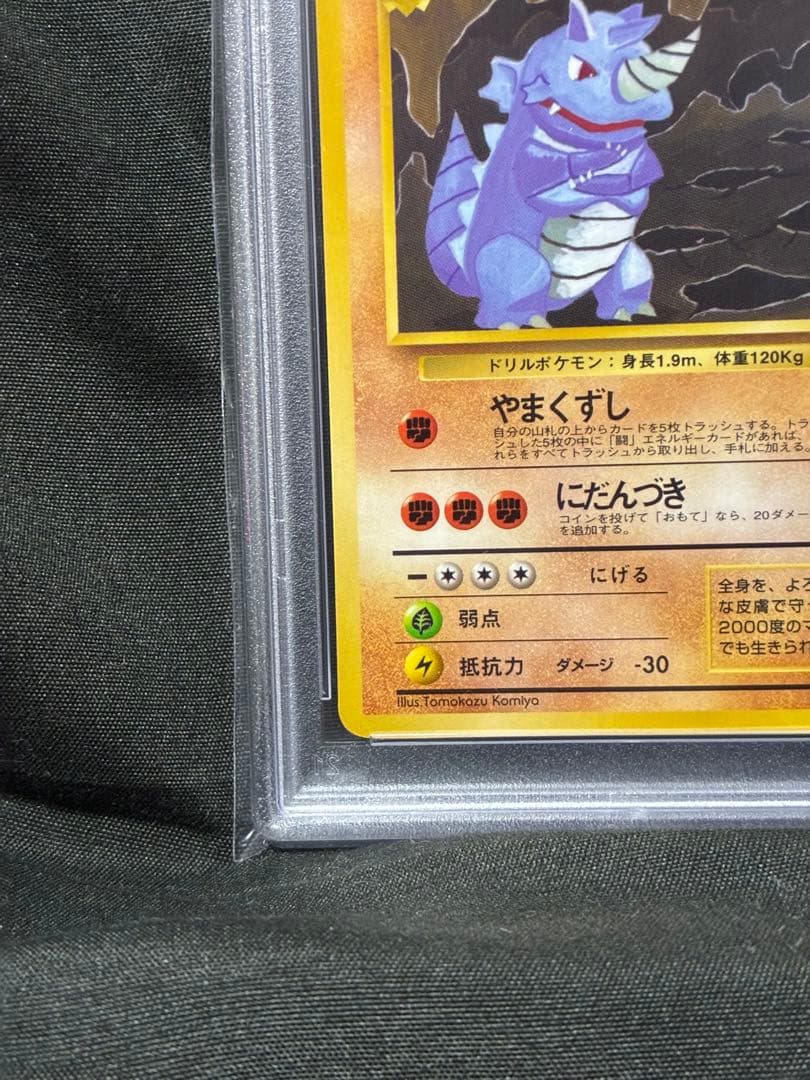 ドリルポケモン：身長1.9m、体重120Kg
やまくずし
自分の山札の上からカードを5枚トラッシュする。トラ
シュした5枚の中に「闘」エネルギーカードがあれば、
れらをすべてトラッシュから取り出し、手札に加える。
にだんづき
コインを投げて「おもて」なら、20ダメー
を追加する。
にげる
弱点
抵抗力 ダメージ -30
全身を、よろ
な皮膚で守
2000度のマ
でも生きられ
Illus.Tomokazu Komiya